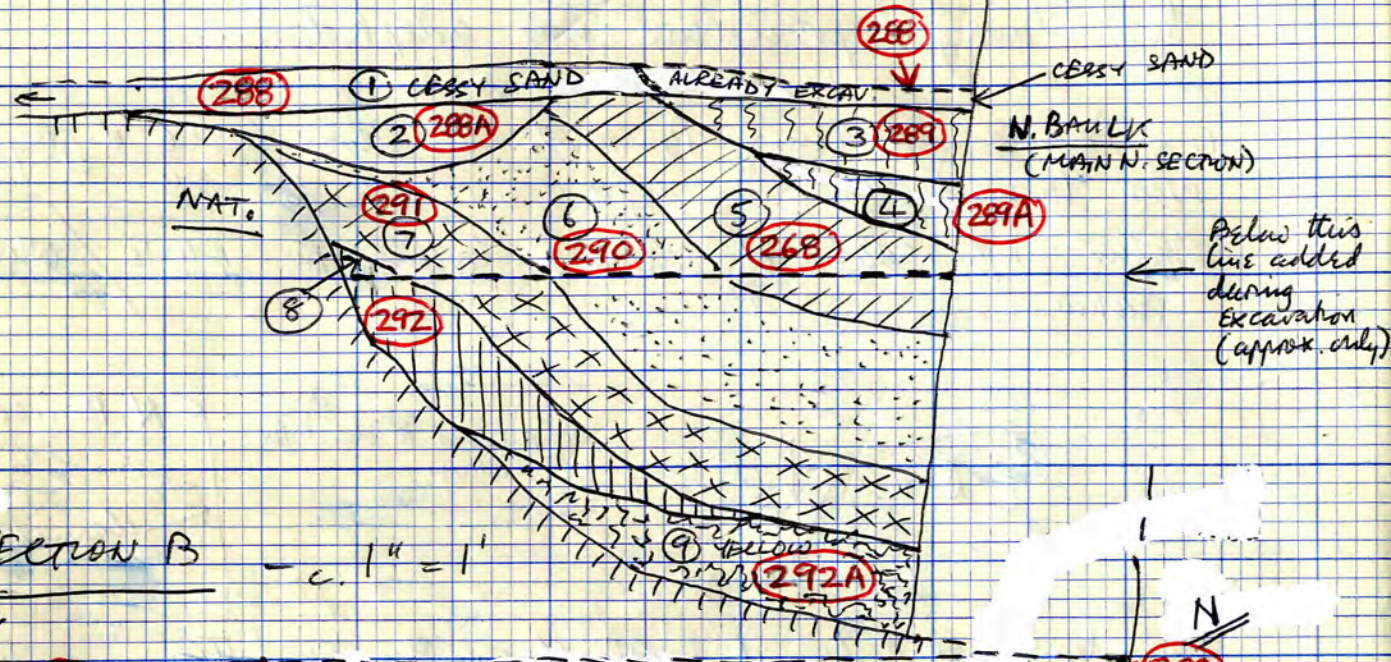 288
288 ① CESSY SAND ALREADY EXCAV.
CESSY SAND
② 288A
③ 289
N. BAULK
(MAIN N. SECTION)
NAT.
291
⑦
⑥
290
⑤
268
④
289A
Below this
line added
during
Excavation
(approx. only)
⑧
292
⑨ YELLOW
292A
ECTION B - c. 1" = 1'
N